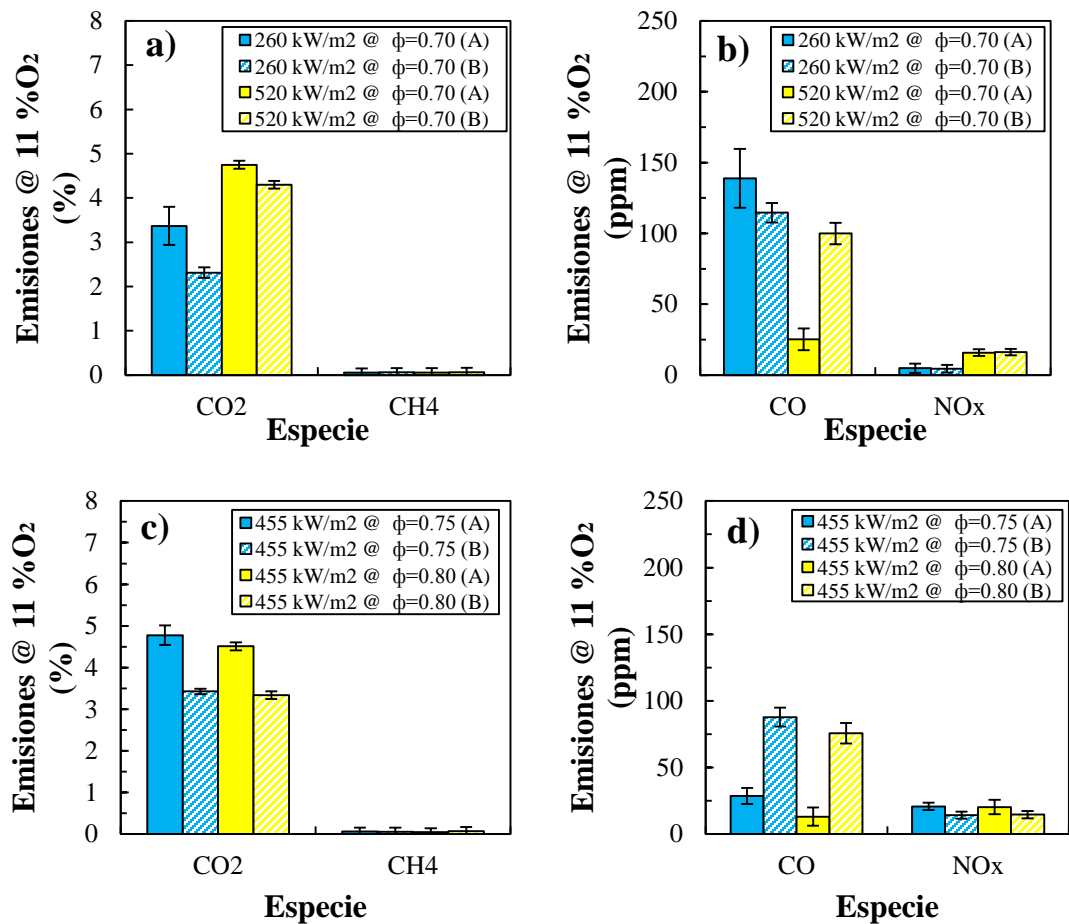 a)
260 kW/m2 @ ϕ=0.70 (A)
260 kW/m2 @ ϕ=0.70 (B)
520 kW/m2 @ ϕ=0.70 (A)
520 kW/m2 @ ϕ=0.70 (B)
Emisiones @ 11 %O2
(%)
8
7
6
5
4
3
2
1
0
CO2 CH4
Especie
b)
260 kW/m2 @ ϕ=0.70 (A)
260 kW/m2 @ ϕ=0.70 (B)
520 kW/m2 @ ϕ=0.70 (A)
520 kW/m2 @ ϕ=0.70 (B)
Emisiones @ 11 %O2
(ppm)
250
200
150
100
50
0
CO NOx
Especie
c)
455 kW/m2 @ ϕ=0.75 (A)
455 kW/m2 @ ϕ=0.75 (B)
455 kW/m2 @ ϕ=0.80 (A)
455 kW/m2 @ ϕ=0.80 (B)
Emisiones @ 11 %O2
(%)
8
7
6
5
4
3
2
1
0
CO2 CH4
Especie
d)
455 kW/m2 @ ϕ=0.75 (A)
455 kW/m2 @ ϕ=0.75 (B)
455 kW/m2 @ ϕ=0.80 (A)
455 kW/m2 @ ϕ=0.80 (B)
Emisiones @ 11 %O2
(ppm)
250
200
150
100
50
0
CO NOx
Especie